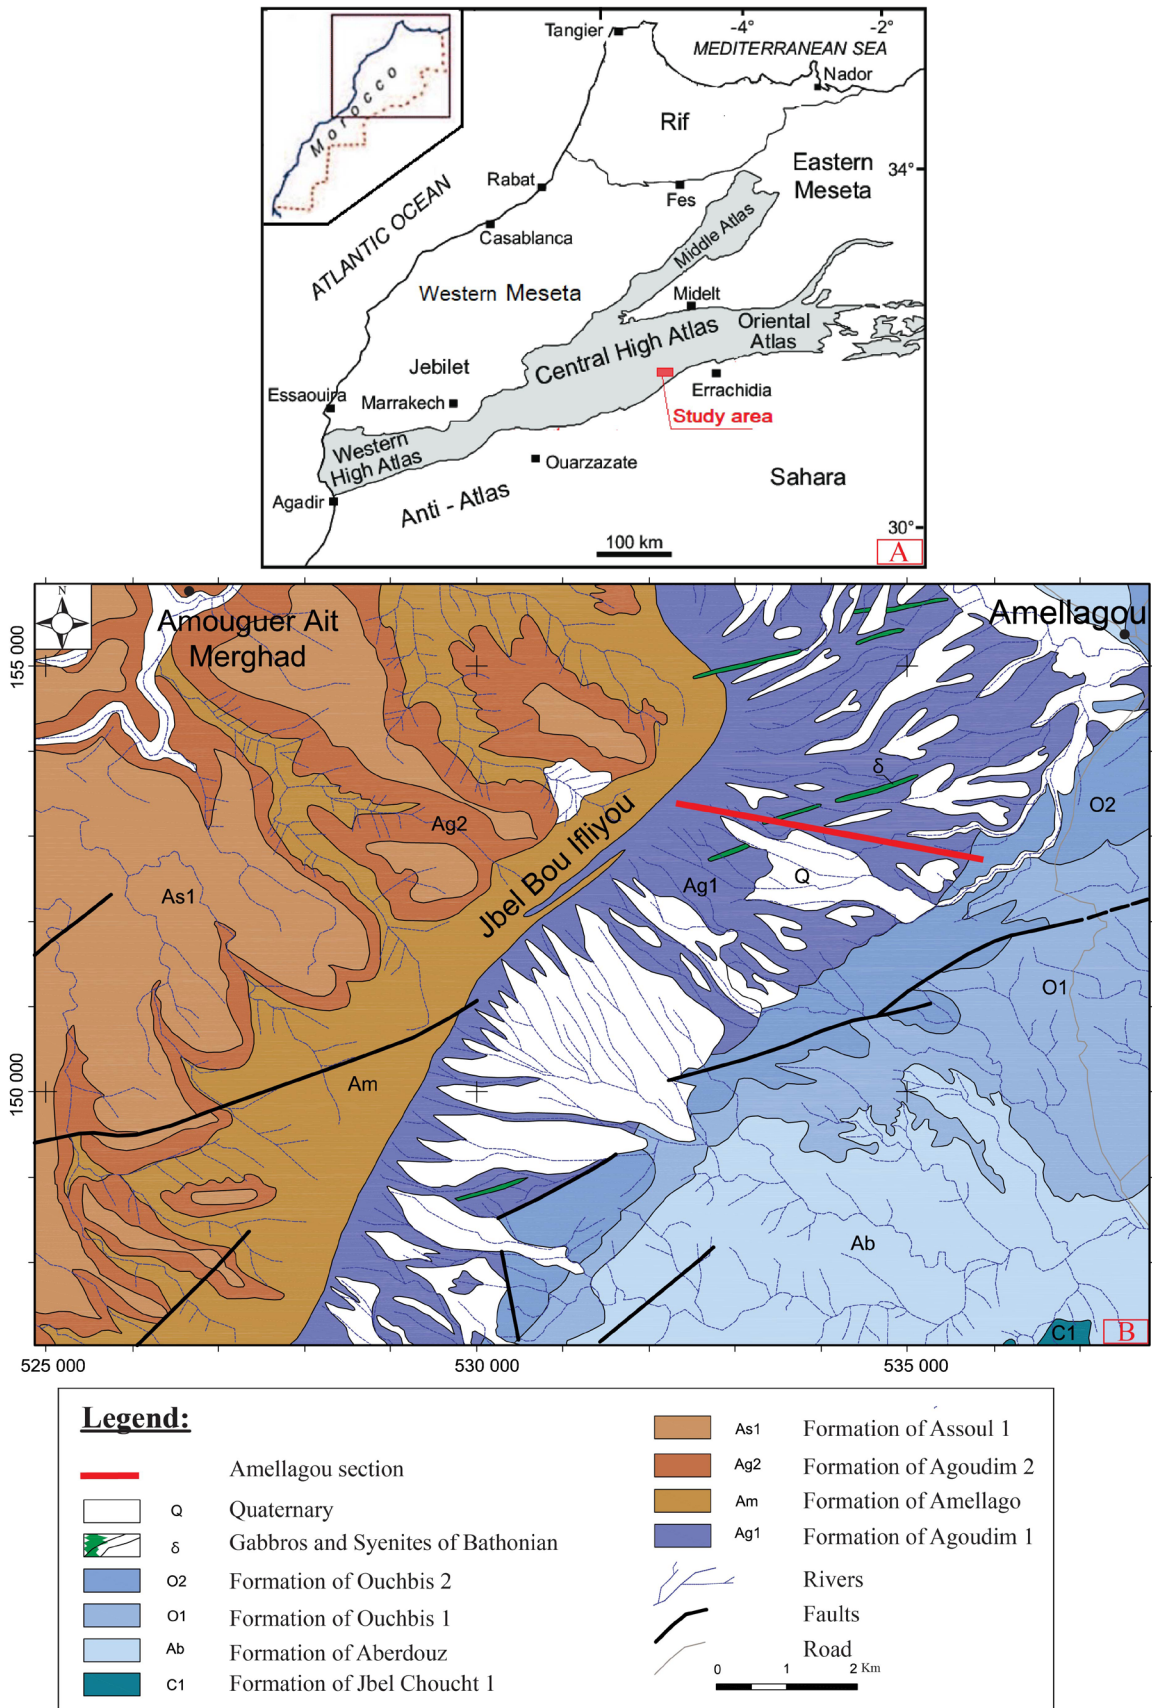 Tangier
-4°
-2°
MEDITERRANEAN SEA
Nador
Morocco
Rif
Eastern
Meseta
34°
Rabat
Fes
ATLANTIC OCEAN
Casablanca
Middle Atlas
Western Meseta
Midelt
Central High Atlas
Oriental
Atlas
Jebilet
Errachidia
Essaouira
Marrakech
Study area
Western
High Atlas
Ouarzazate
Sahara
Agadir
Anti - Atlas
30°
100 km
A
N
Amouguer Ait
Merghad
Amellagou
155 000
δ
O2
Ag2
Jbel Bou Ifliyou
As1
Ag1
Q
O1
150 000
Am
Ab
C1
B
525 000
530 000
535 000
Legend:
Amellagou section
Q Quaternary
δ Gabbros and Syenites of Bathonian
O2 Formation of Ouchbis 2
O1 Formation of Ouchbis 1
Ab Formation of Aberdouz
C1 Formation of Jbel Choucht 1
As1 Formation of Assoul 1
Ag2 Formation of Agoudim 2
Am Formation of Amellago
Ag1 Formation of Agoudim 1
Rivers
Faults
Road
0 1 2 Km